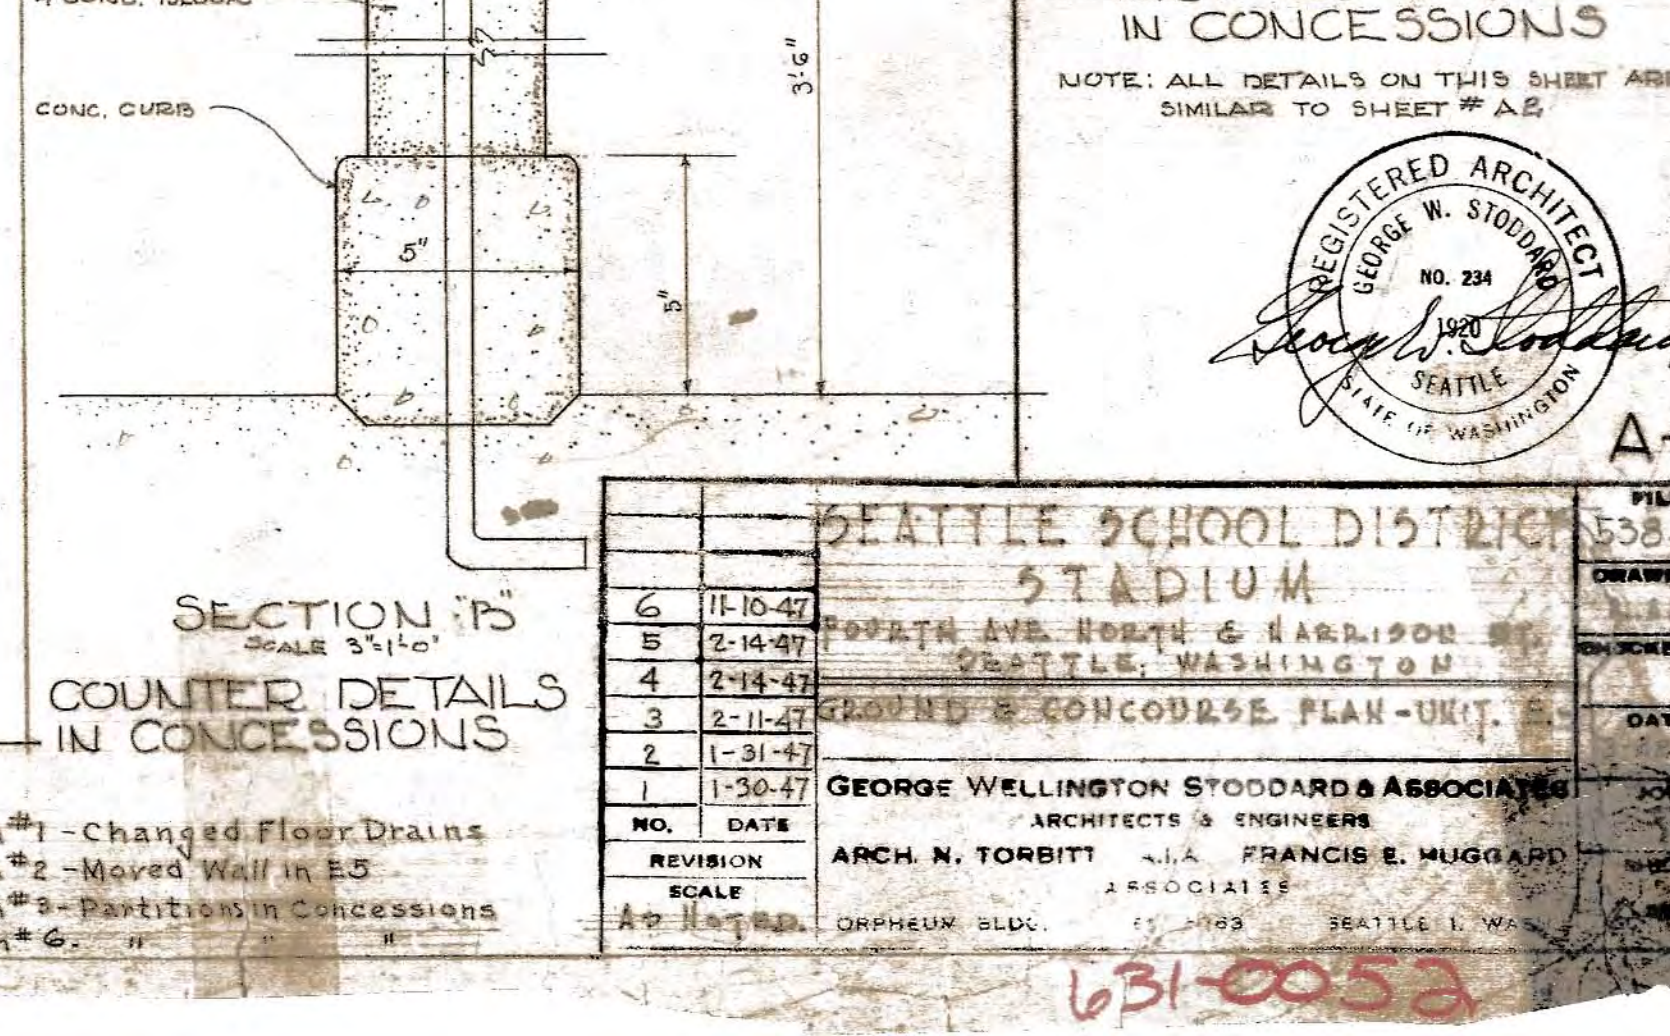 CONC. CURB
3'-6"
5"
5"
IN CONCESSIONS
NOTE: ALL DETAILS ON THIS SHEET ARE
SIMILAR TO SHEET # A
REGISTERED ARCHITECT
GEORGE W. STODDARD
NO. 234
1920
George W. Stoddard
SEATTLE
STATE OF WASHINGTON
A-
SECTION "B"
SCALE 3"=1'-0"
COUNTER DETAILS
IN CONCESSIONS
#1 - Changed Floor Drains
#2 - Moved Wall in E5
#3 - Partitions in Concessions
#6. " " "
6 11-10-47
5 2-14-47
4 2-14-47
3 2-11-47
2 1-31-47
1 1-30-47
NO. DATE
REVISION
SCALE
As Noted.
SEATTLE SCHOOL DISTRICT
STADIUM
FOURTH AVE NORTH & HARRISON ST.
SEATTLE, WASHINGTON
GROUND & CONCOURSE PLAN-UNIT. E.
GEORGE WELLINGTON STODDARD & ASSOCIATES
ARCHITECTS & ENGINEERS
ARCH. N. TORBITT A.I.A. FRANCIS E. HUGGARD
ASSOCIATES
ORPHEUM BLDG. SEATTLE 1, WASH
538
631-0052